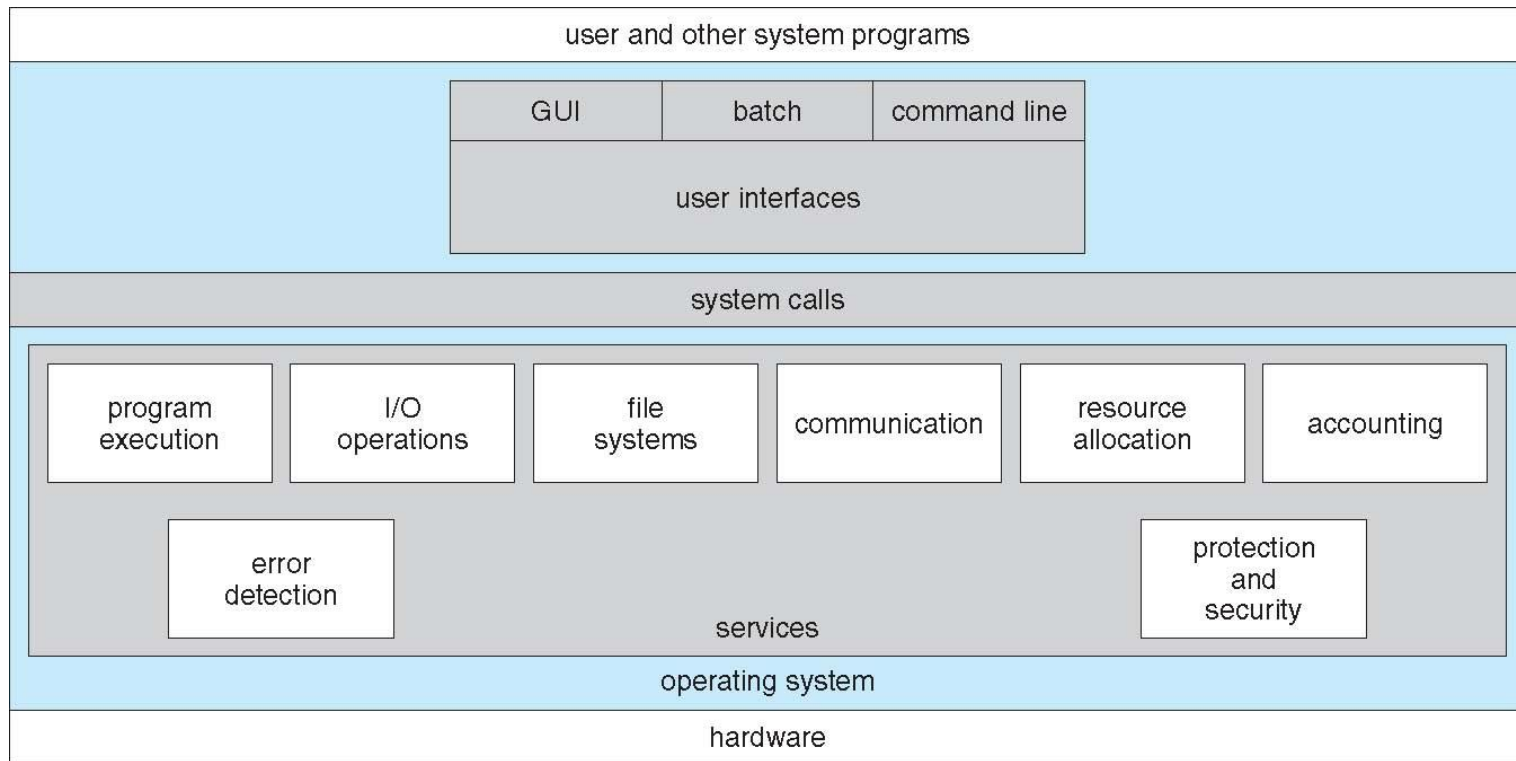 user and other system programs
GUI
batch
command line
user interfaces
system calls
program
execution
I/O
operations
file
systems
communication
resource
allocation
accounting
error
detection
protection
and
security
services
operating system
hardware